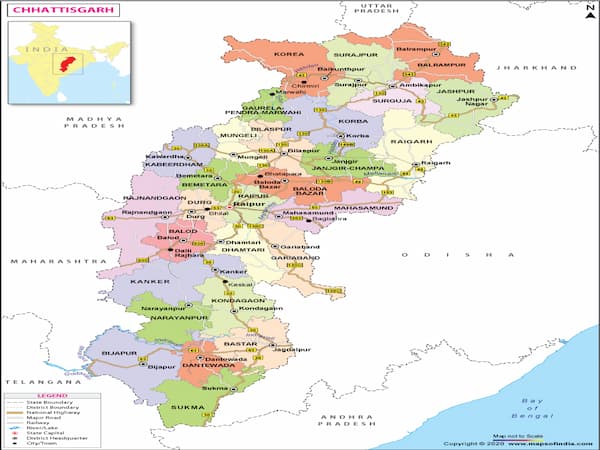 CHHATTISGARH
INDIA
UTTAR
PRADESH
N
JHARKHAND
MADHYA
PRADESH
MAHARASHTRA
ODISHA
TELANGANA
ANDHRA
PRADESH
Bay
of
Bengal
KOREA
Baikunthpur
Chirmiri
Marwahi
SURAJPUR
Surajpur
Balrampur
BALRAMPUR
Ambikapur
SURGUJA
JASHPUR
Jashpur
Nagar
GAURELA-
PENDRA-MARWAHI
BILASPUR
MUNGELI
Mungeli
Bilaspur
KORBA
Korba
RAIGARH
Raigarh
Kawardha
KABEERDHAM
Janjgir
JANJGIR-CHAMPA
Bemetara
BEMETARA
Bhatapara
Baloda
Bazar
BALODA
BAZAR
RAJNANDGAON
Rajnandgaon
DURG
Durg
Bhilai
RAIPUR
Raipur
MAHASAMUND
Mahasamund
Bagbahra
BALOD
Balod
Dalli
Rajhara
Dhamtari
DHAMTARI
Gariaband
GARIABAND
KANKER
Kanker
Keskal
KONDAGAON
Kondagaon
Narayanpur
NARAYANPUR
BASTAR
Jagdalpur
BIJAPUR
Bijapur
Dantewada
DANTEWADA
Sukma
SUKMA
LEGEND
State Boundary
District Boundary
National Highway
Major Road
Railway
River/Lake
State Capital
District Headquarter
City/Town
Map not to Scale
Copyright © 2020 www.mapsofindia.com